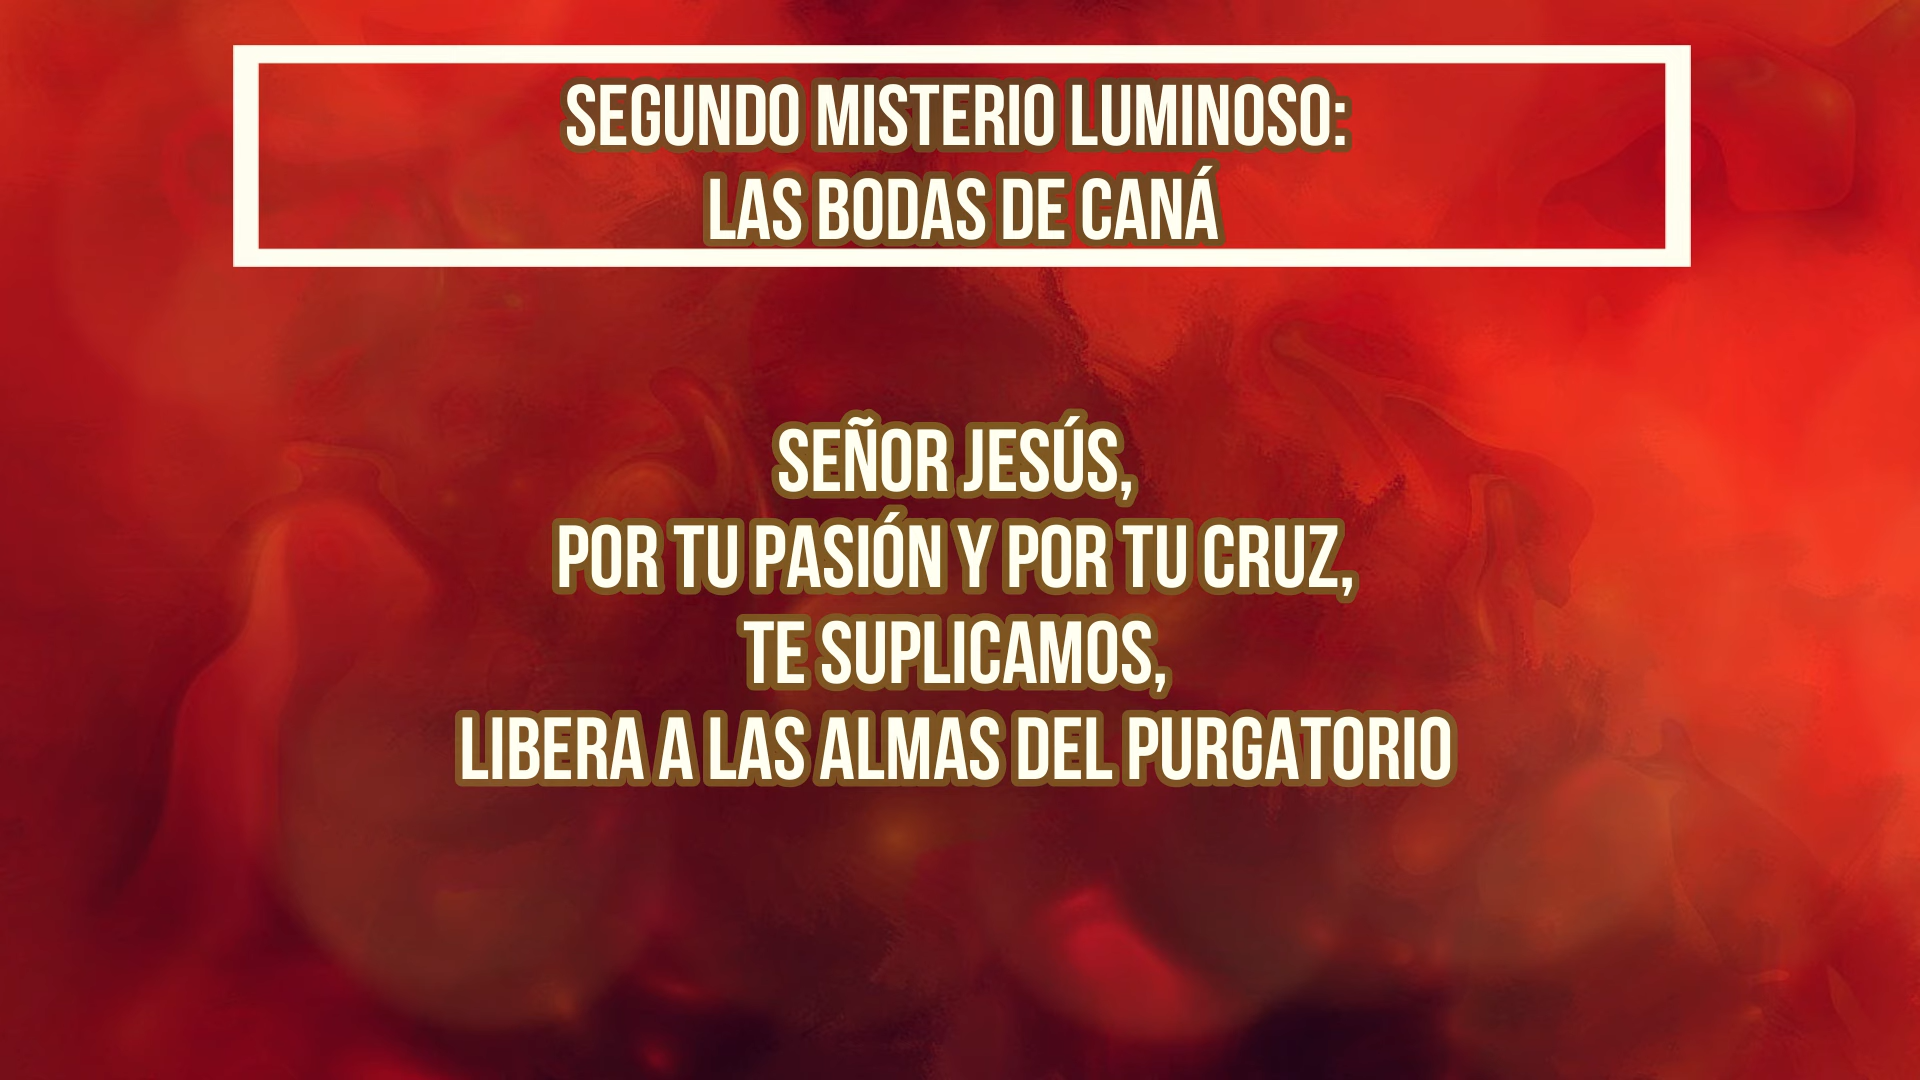 SEGUNDO MISTERIO LUMINOSO:
LAS BODAS DE CANÁ
SEÑOR JESÚS,
POR TU PASIÓN Y POR TU CRUZ,
TE SUPLICAMOS,
LIBERA A LAS ALMAS DEL PURGATORIO